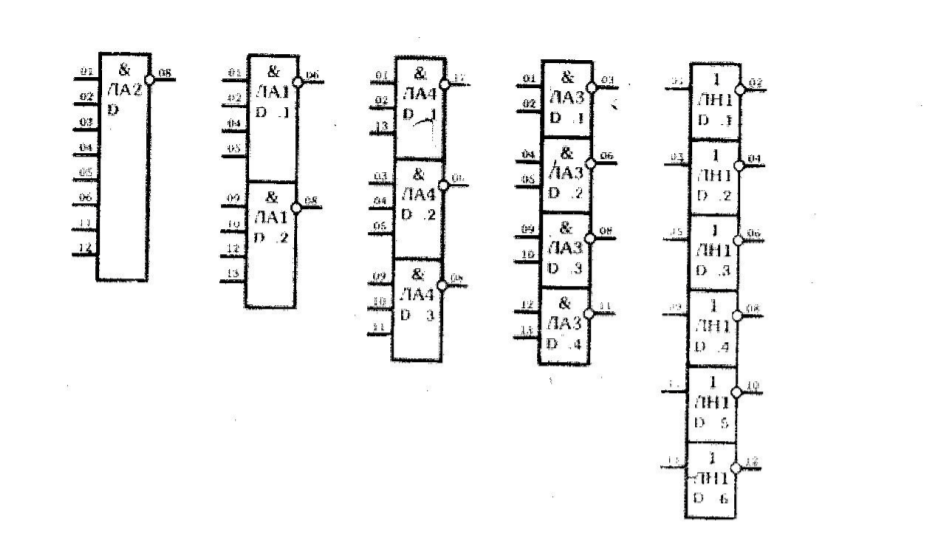 01 & 08
ЛА2
02 D
03
04
05
06
11
12
01 & 06
ЛА1
02 D .1
04
05
09 & 08
10 ЛА1
12 D .2
13
01 &
02 ЛА4
13 D .1
03 &
04 ЛА4
05 D .2
09 & 08
10 ЛА4
11 D 3
01 & 03
02 ЛА3
D .1
04 & 06
05 ЛА3
D .2
09 & 08
10 ЛА3
D .3
12 & 11
13 ЛА3
D .4
01 1 02
ЛН1
D .1
03 1 04
ЛН1
D .2
1 06
ЛН1
D .3
09 1 08
ЛН1
D .4
1 10
ЛН1
D 5
1 12
ЛН1
D 6